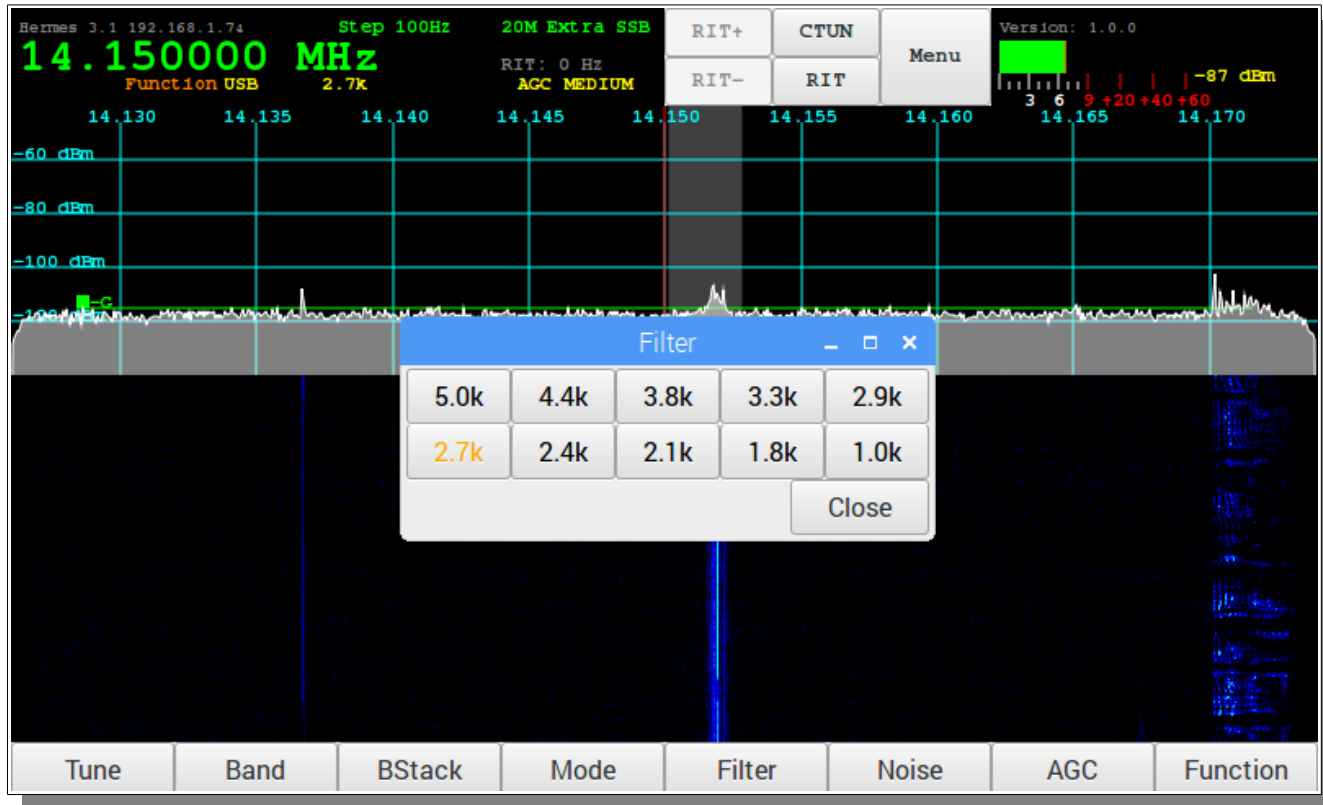 Hermes 3.1 192.168.1.74 Step 100Hz 20M Extra SSB RIT+ CTUN Menu Version: 1.0.0
14.150000 MHz RIT: 0 Hz
Function USB 2.7k AGC MEDIUM RIT- RIT -87 dBm
3 6 9 +20 +40 +60
14.130 14.135 14.140 14.145 14.150 14.155 14.160 14.165 14.170
-60 dBm
-80 dBm
-100 dBm
-G
-120 dBm
Filter
5.0k 4.4k 3.8k 3.3k 2.9k
2.7k 2.4k 2.1k 1.8k 1.0k
Close
Tune Band BStack Mode Filter Noise AGC Function